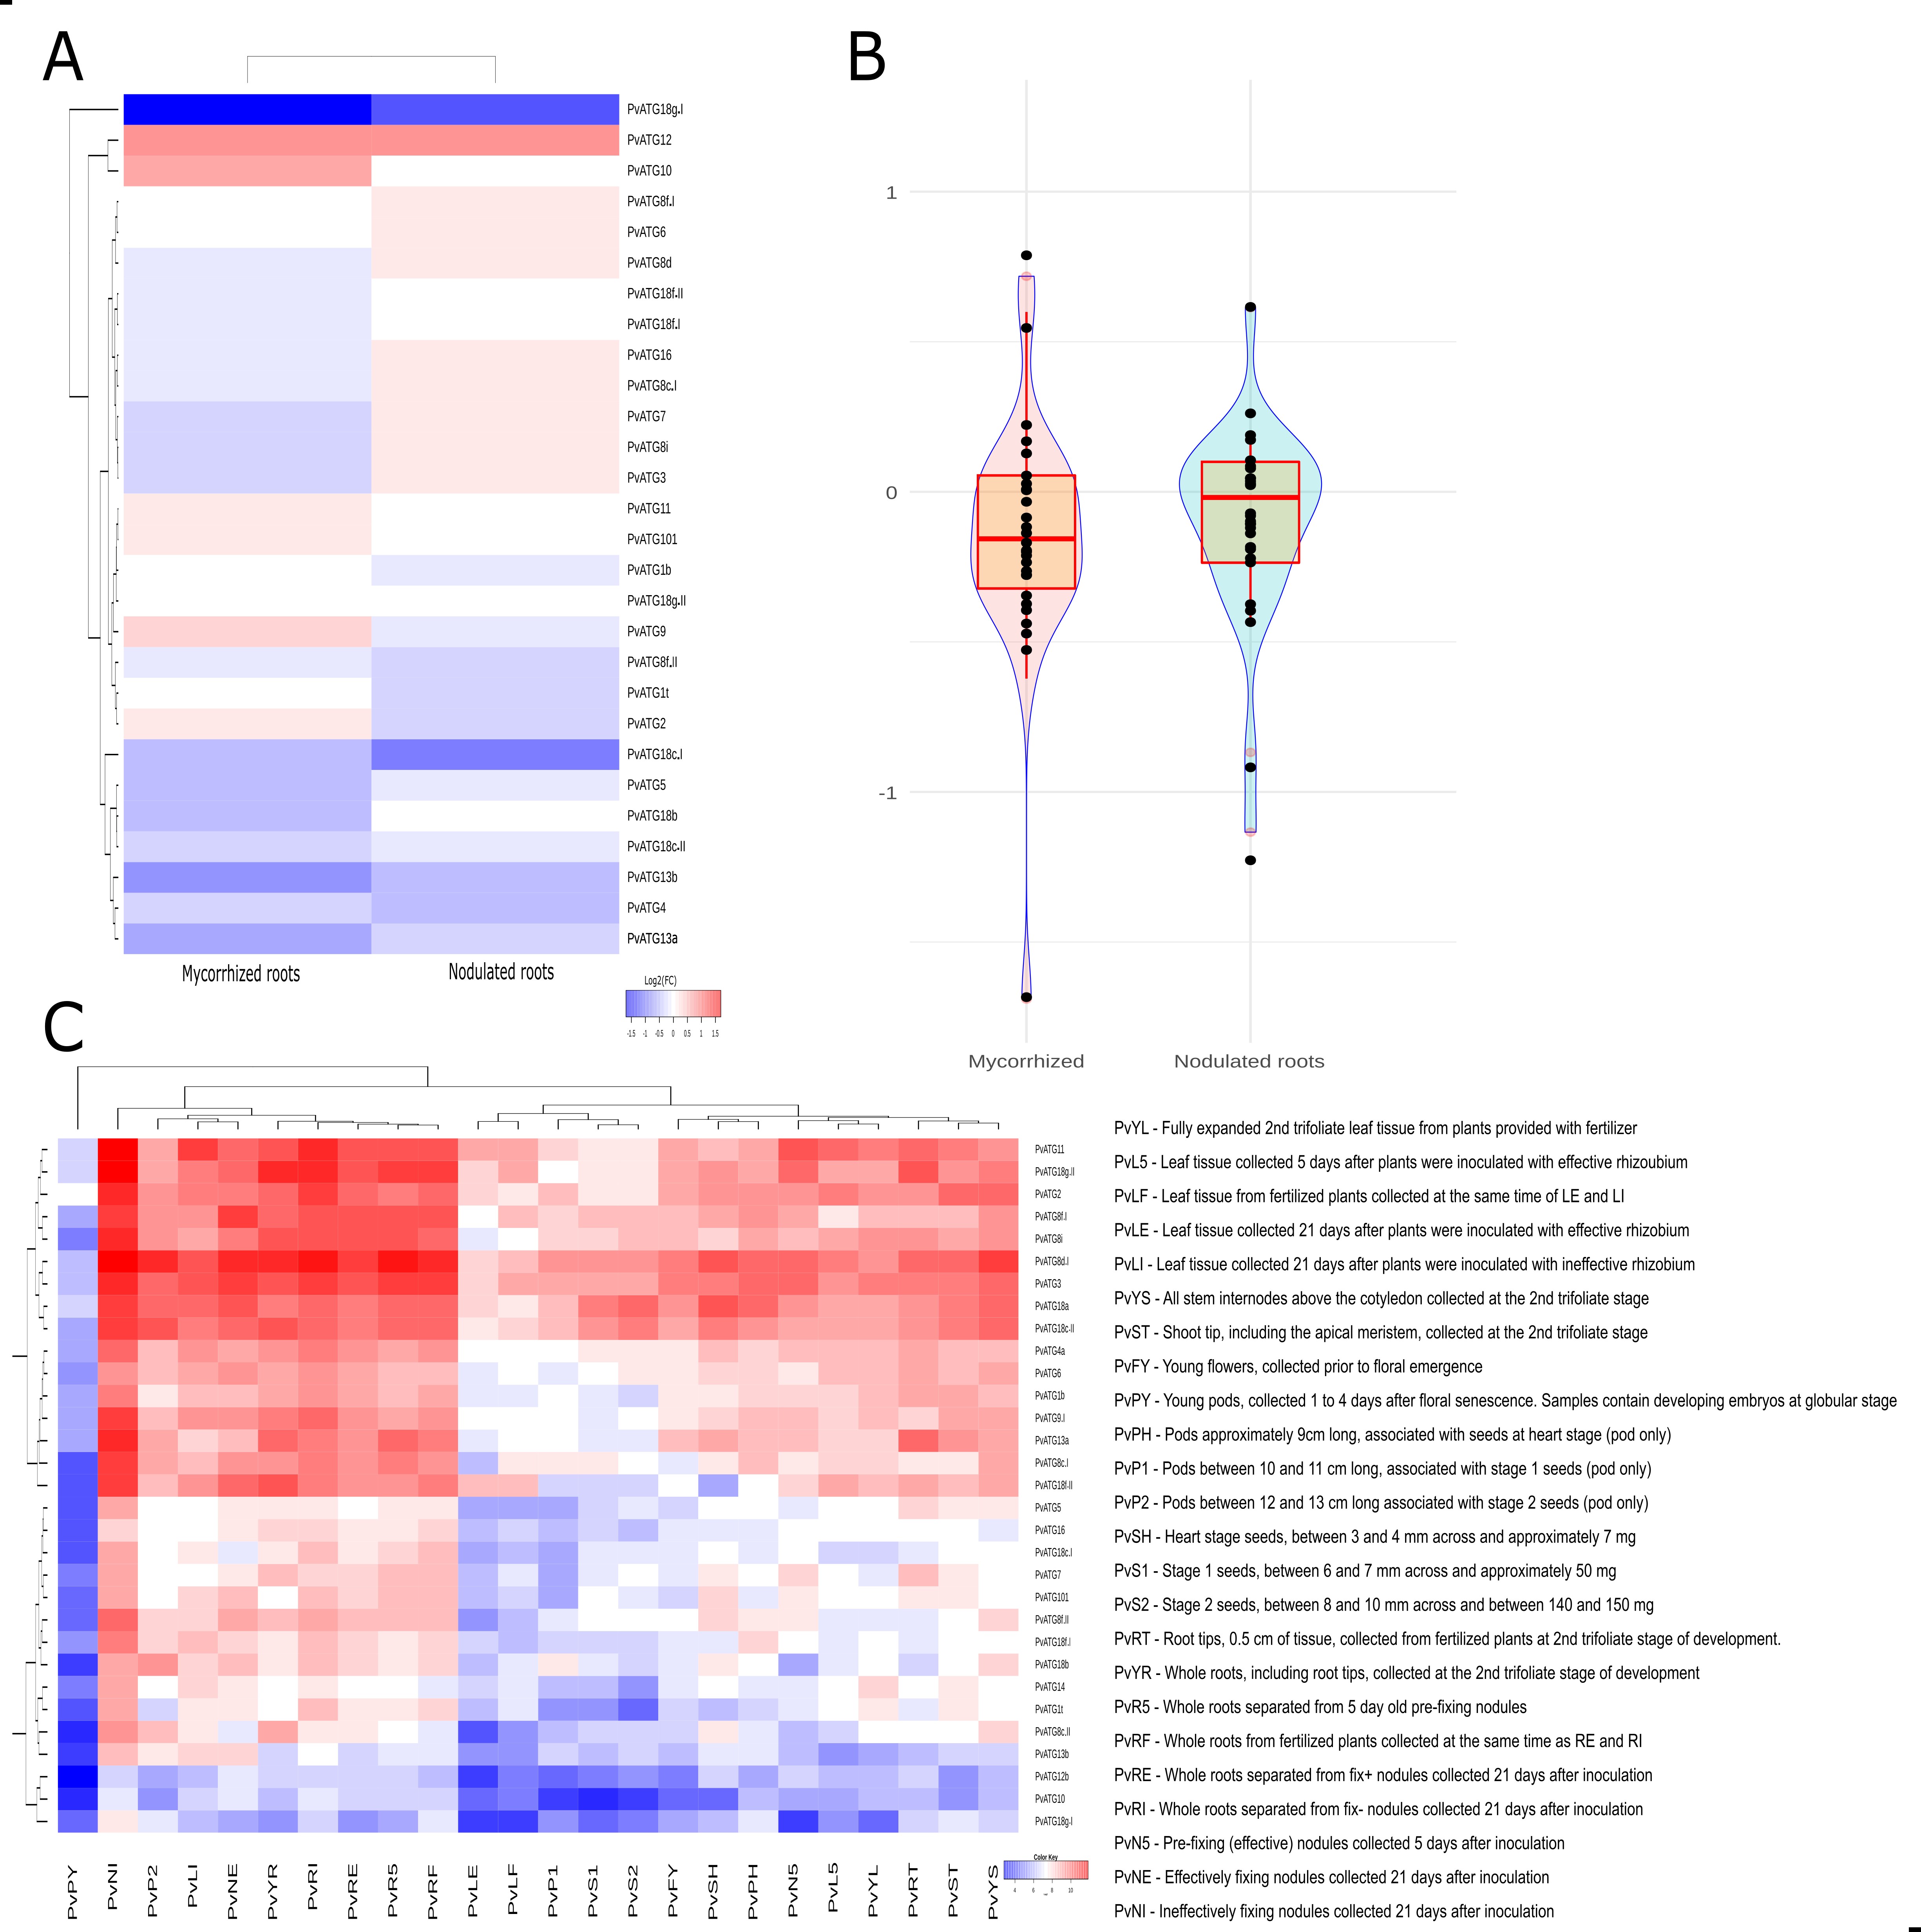 A
PvATG18g.I
PvATG12
PvATG10
PvATG8f.I
PvATG6
PvATG8d
PvATG18f.II
PvATG18f.I
PvATG16
PvATG8c.I
PvATG7
PvATG8i
PvATG3
PvATG11
PvATG101
PvATG1b
PvATG18g.II
PvATG9
PvATG8f.II
PvATG1t
PvATG2
PvATG18c.I
PvATG5
PvATG18b
PvATG18c-II
PvATG13b
PvATG4
PvATG13a
Mycorrhized roots
Nodulated roots
Log2(FC)
-1.5 -1 -0.5 0 0.5 1 1.5
B
1
0
-1
Mycorrhized
Nodulated roots
C
PvATG11
PvATG18g.II
PvATG2
PvATG8f.I
PvATG8i
PvATG8d.I
PvATG3
PvATG18a
PvATG18c-II
PvATG4a
PvATG6
PvATG1b
PvATG9.I
PvATG13a
PvATG8c.I
PvATG18f-II
PvATG5
PvATG16
PvATG18c.I
PvATG7
PvATG101
PvATG8f.II
PvATG18f.I
PvATG18b
PvATG14
PvATG1t
PvATG8c.II
PvATG13b
PvATG12b
PvATG10
PvATG18g-I
PvPY
PvNI
PvP2
PvLI
PvNE
PvYR
PvRI
PvRE
PvR5
PvRF
PvLE
PvLF
PvP1
PvS1
PvS2
PvFY
PvSH
PvPH
PvN5
PvL5
PvYL
PvRT
PvST
PvYS
Color Key
4 6 8 10
PvYL - Fully expanded 2nd trifoliate leaf tissue from plants provided with fertilizer
PvL5 - Leaf tissue collected 5 days after plants were inoculated with effective rhizoubium
PvLF - Leaf tissue from fertilized plants collected at the same time of LE and LI
PvLE - Leaf tissue collected 21 days after plants were inoculated with effective rhizobium
PvLI - Leaf tissue collected 21 days after plants were inoculated with ineffective rhizobium
PvYS - All stem internodes above the cotyledon collected at the 2nd trifoliate stage
PvST - Shoot tip, including the apical meristem, collected at the 2nd trifoliate stage
PvFY - Young flowers, collected prior to floral emergence
PvPY - Young pods, collected 1 to 4 days after floral senescence. Samples contain developing embryos at globular stage
PvPH - Pods approximately 9cm long, associated with seeds at heart stage (pod only)
PvP1 - Pods between 10 and 11 cm long, associated with stage 1 seeds (pod only)
PvP2 - Pods between 12 and 13 cm long associated with stage 2 seeds (pod only)
PvSH - Heart stage seeds, between 3 and 4 mm across and approximately 7 mg
PvS1 - Stage 1 seeds, between 6 and 7 mm across and approximately 50 mg
PvS2 - Stage 2 seeds, between 8 and 10 mm across and between 140 and 150 mg
PvRT - Root tips, 0.5 cm of tissue, collected from fertilized plants at 2nd trifoliate stage of development.
PvYR - Whole roots, including root tips, collected at the 2nd trifoliate stage of development
PvR5 - Whole roots separated from 5 day old pre-fixing nodules
PvRF - Whole roots from fertilized plants collected at the same time as RE and RI
PvRE - Whole roots separated from fix+ nodules collected 21 days after inoculation
PvRI - Whole roots separated from fix- nodules collected 21 days after inoculation
PvN5 - Pre-fixing (effective) nodules collected 5 days after inoculation
PvNE - Effectively fixing nodules collected 21 days after inoculation
PvNI - Ineffectively fixing nodules collected 21 days after inoculation